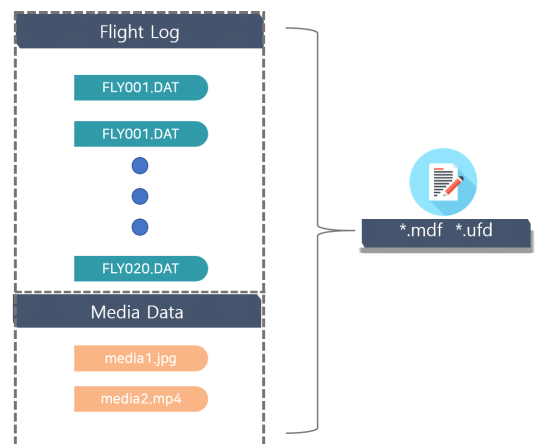 Flight Log
FLY001.DAT
FLY001.DAT
FLY020.DAT
Media Data
media1.jpg
media2.mp4
*.mdf *.ufd